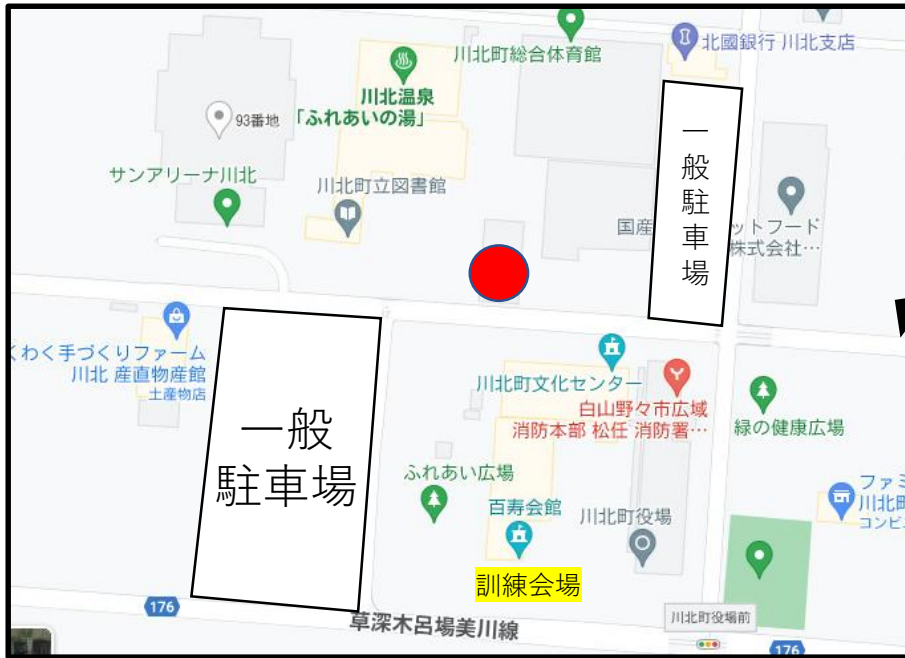 川北町総合体育館
北國銀行 川北支店
川北温泉
「ふれあいの湯」
93番地
サンアリーナ川北
川北町立図書館
一般駐車場
国産
ットフード
株式会社…
くわく手づくりファーム
川北 産直物産館
土産物店
川北町文化センター
白山野々市広域
消防本部 松任 消防署…
緑の健康広場
一般
駐車場
ふれあい広場
百寿会館
川北町役場
ファミ
川北町
コンビニ
訓練会場
176
草深木呂場美川線
川北町役場前
176